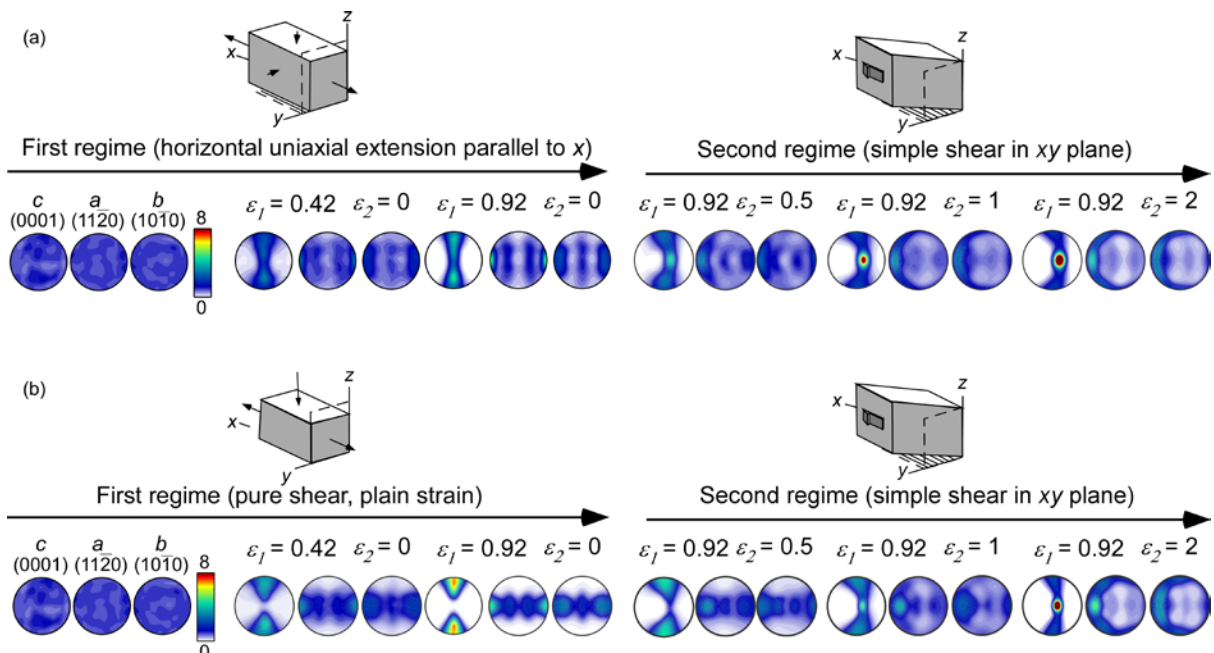 (a)
z
x
y
z
x
y
First regime (horizontal uniaxial extension parallel to x)
Second regime (simple shear in xy plane)
c a b
(0001) (112̅0) (101̅0)
8
0
ε₁ = 0.42 ε₂ = 0 ε₁ = 0.92 ε₂ = 0
ε₁ = 0.92 ε₂ = 0.5 ε₁ = 0.92 ε₂ = 1 ε₁ = 0.92 ε₂ = 2
(b)
z
x
y
z
x
y
First regime (pure shear, plain strain)
Second regime (simple shear in xy plane)
c a b
(0001) (112̅0) (101̅0)
8
0
ε₁ = 0.42 ε₂ = 0 ε₁ = 0.92 ε₂ = 0
ε₁ = 0.92 ε₂ = 0.5 ε₁ = 0.92 ε₂ = 1 ε₁ = 0.92 ε₂ = 2